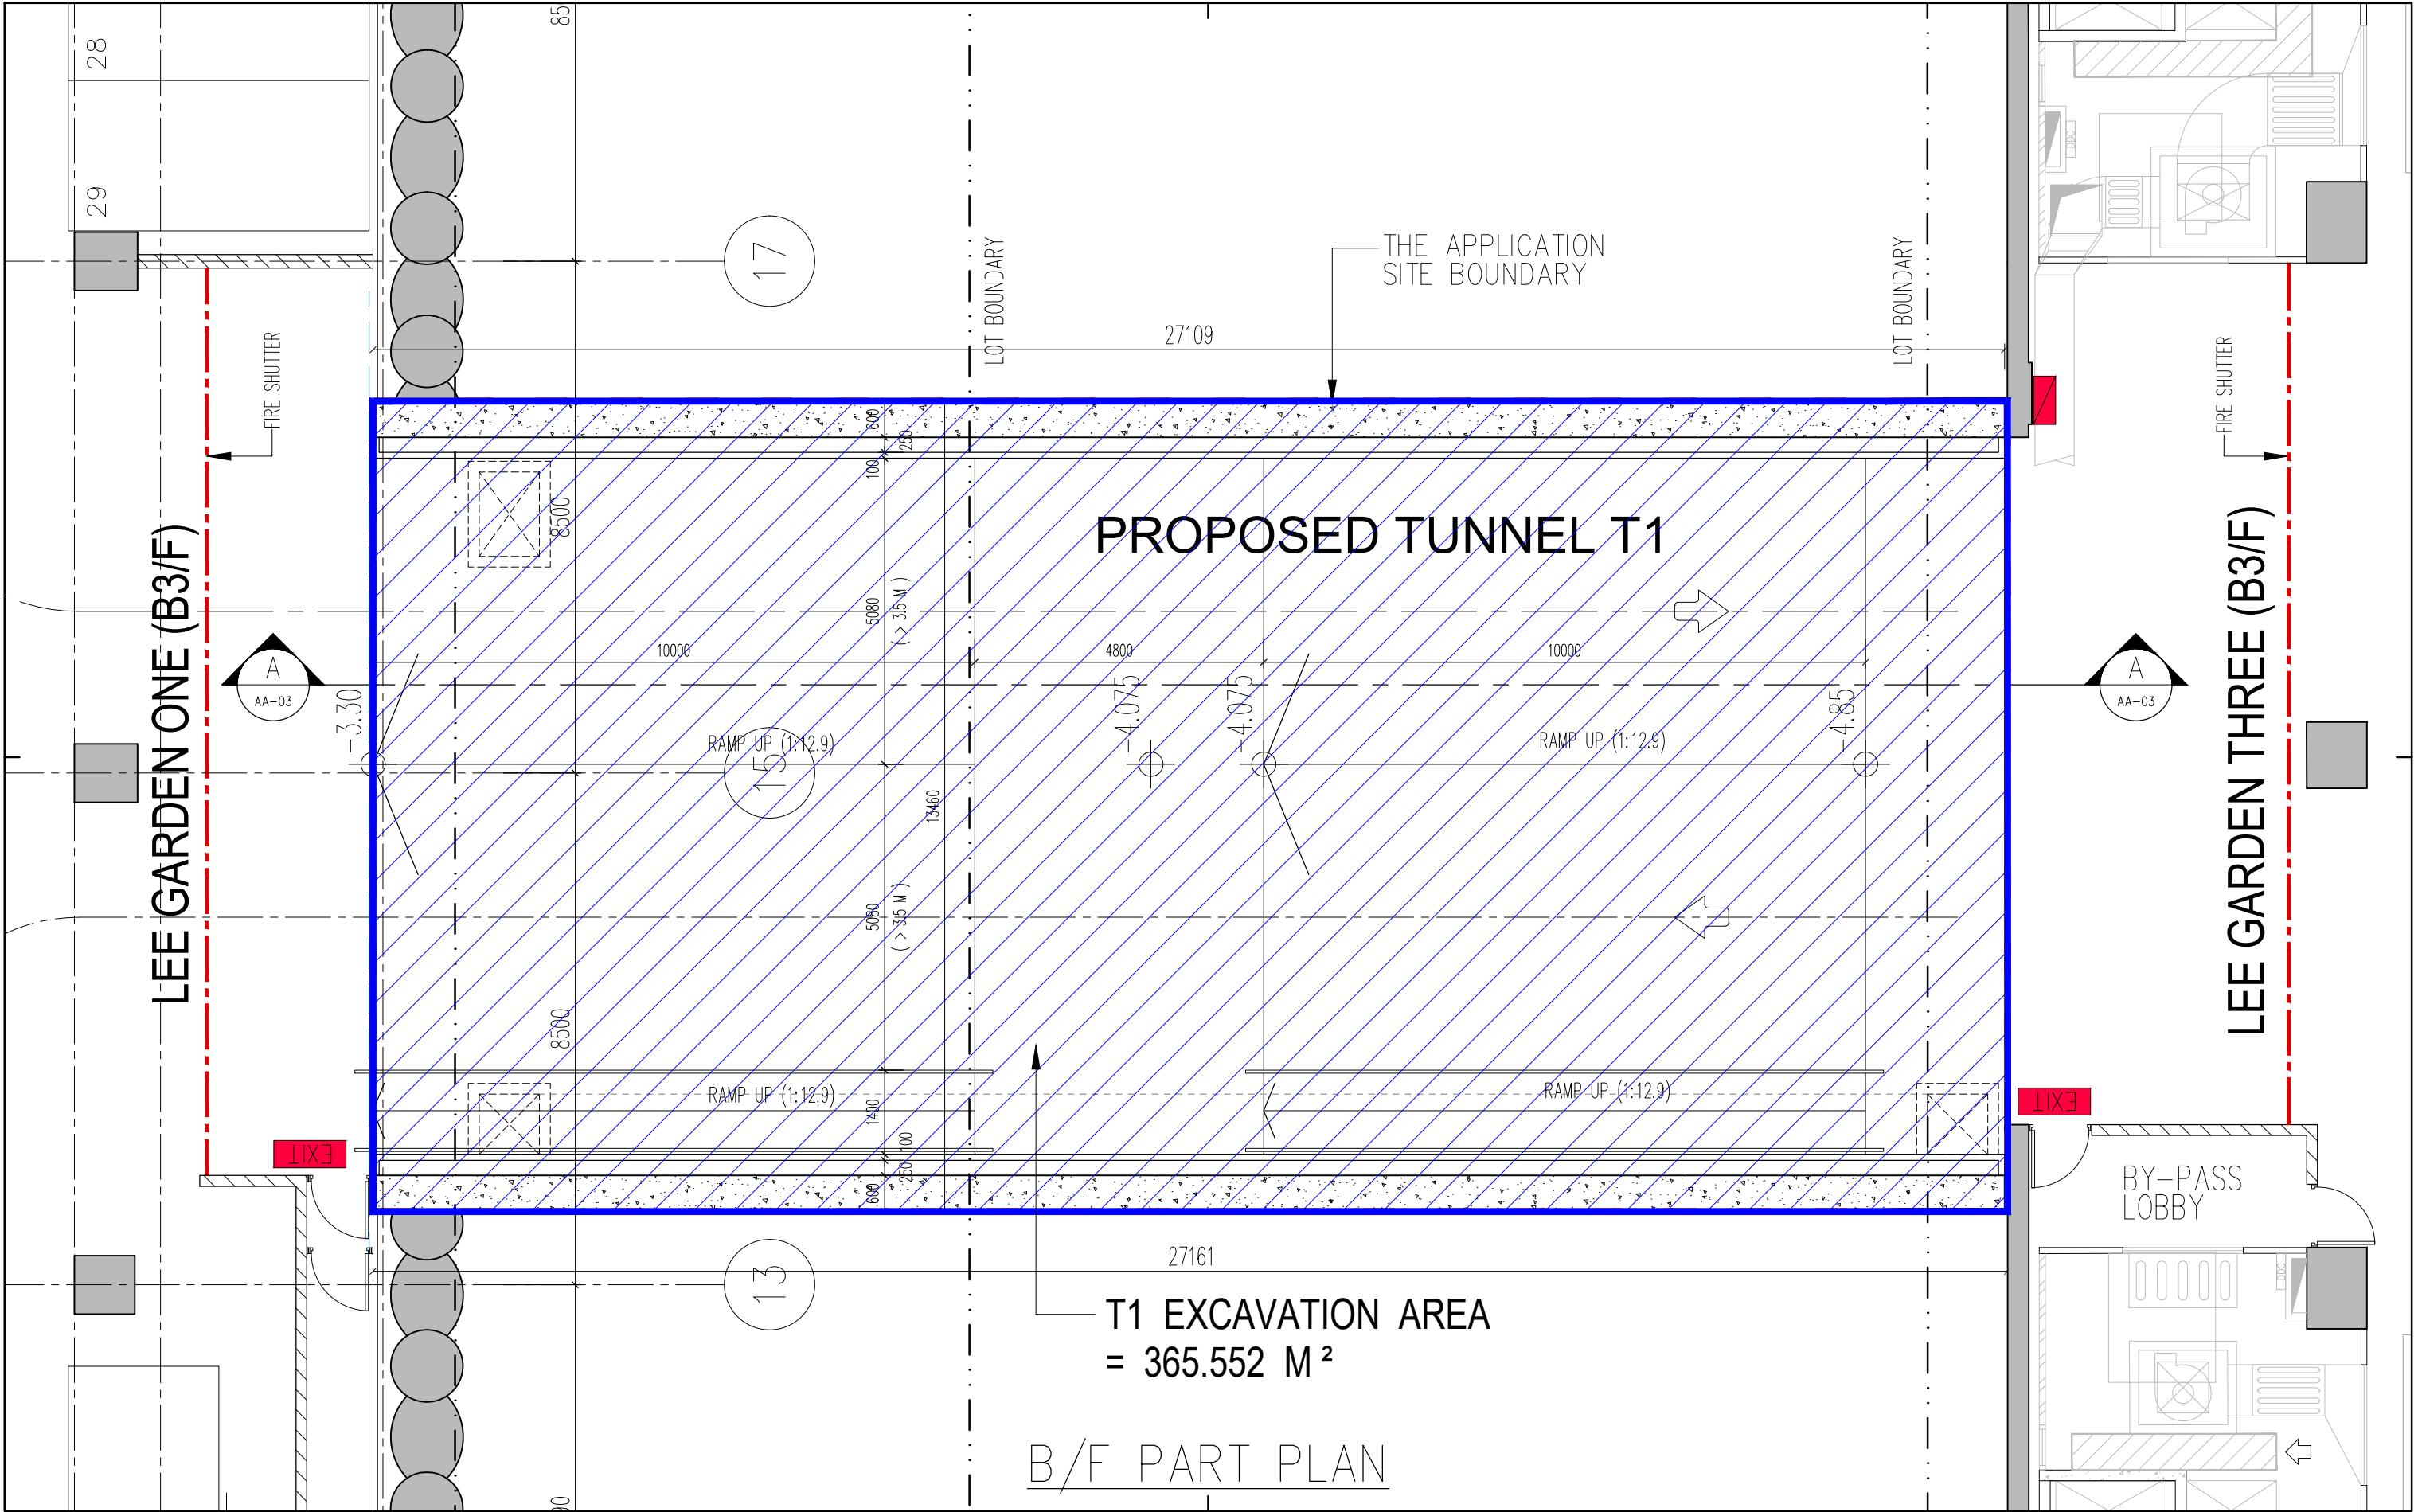 28
29
85
17
LOT BOUNDARY
THE APPLICATION
SITE BOUNDARY
LOT BOUNDARY
DDC
27109
FIRE SHUTTER
FIRE SHUTTER
600
250
100
8500
PROPOSED TUNNEL T1
LEE GARDEN ONE (B3/F)
LEE GARDEN THREE (B3/F)
5080
( > 3.5 M )
10000
4800
10000
A
AA-03
A
AA-03
-3.30
-4.075
-4.075
-4.85
RAMP UP (1:12.9)
RAMP UP (1:12.9)
15
13460
5080
( > 3.5 M )
8500
RAMP UP (1:12.9)
RAMP UP (1:12.9)
1400
100
250
600
EXIT
EXIT
BY-PASS
LOBBY
27161
13
DDC
T1 EXCAVATION AREA
= 365.552 M²
B/F PART PLAN